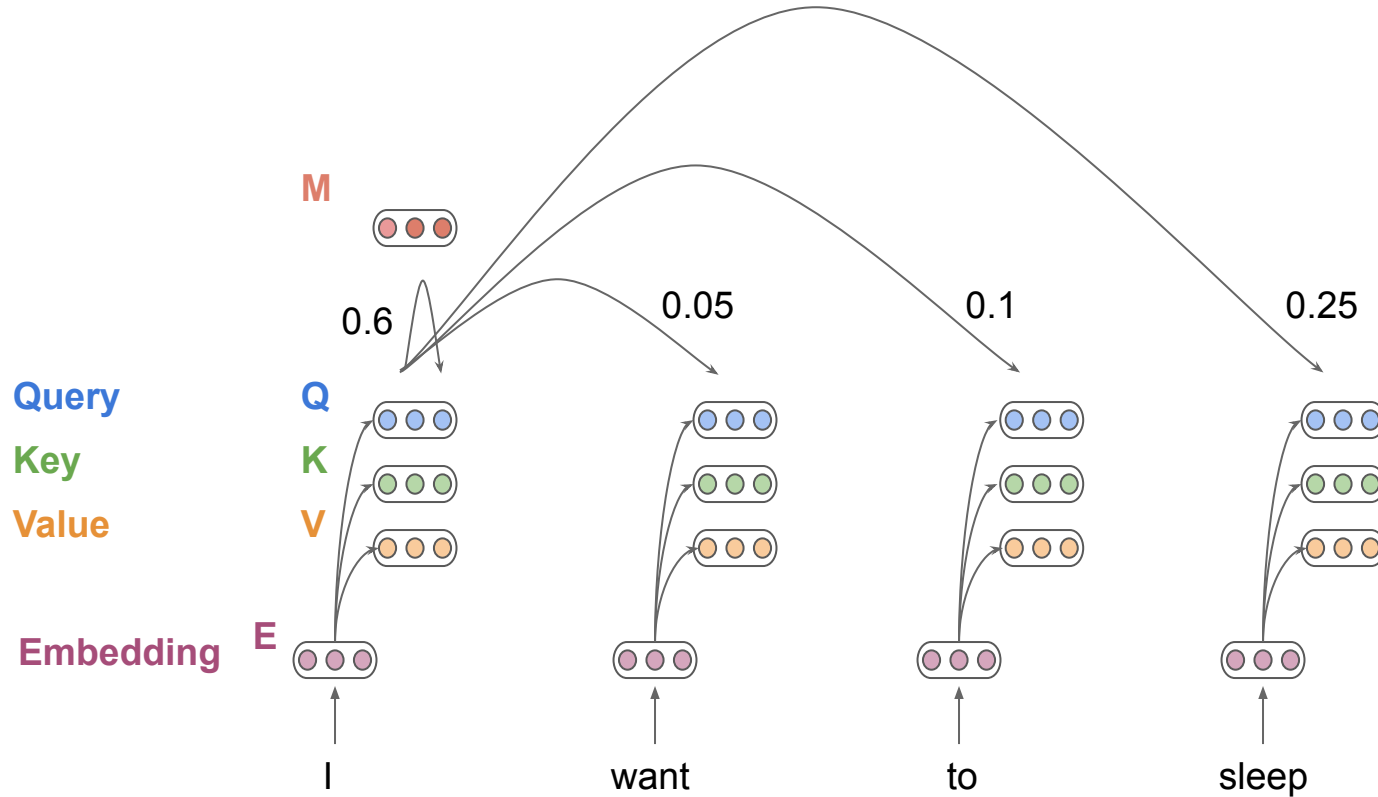 M
0.6 0.05 0.1 0.25
Query Q
Key K
Value V
Embedding E
I want to sleep